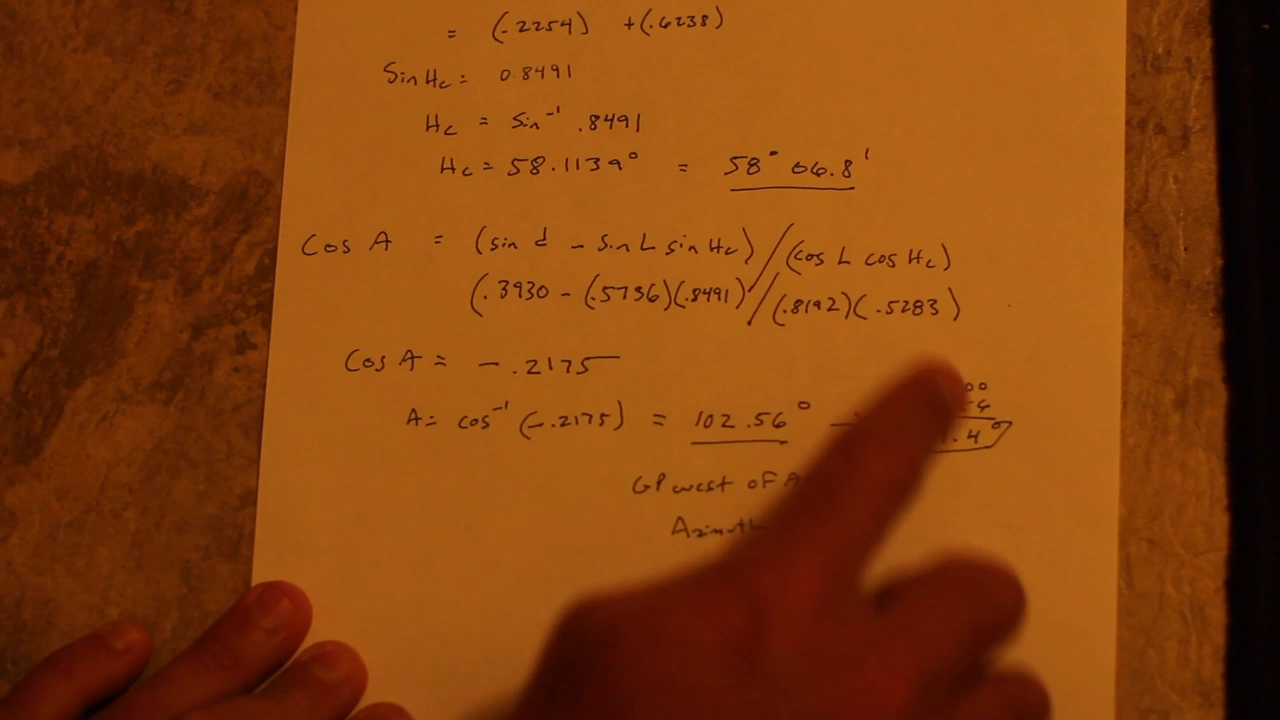 = (.2254) + (.6238)
Sin Hc = 0.8491
Hc = Sin⁻¹ .8491
Hc = 58.1139° = 58° 06.8'
Cos A = (sin d - Sin L sin Hc) / (cos L cos Hc)
(.3930 - (.5736)(.8491) / (.8192)(.5283)
Cos A = -.2175
A = cos⁻¹ (-.2175) = 102.56° →
.4°
GP west of